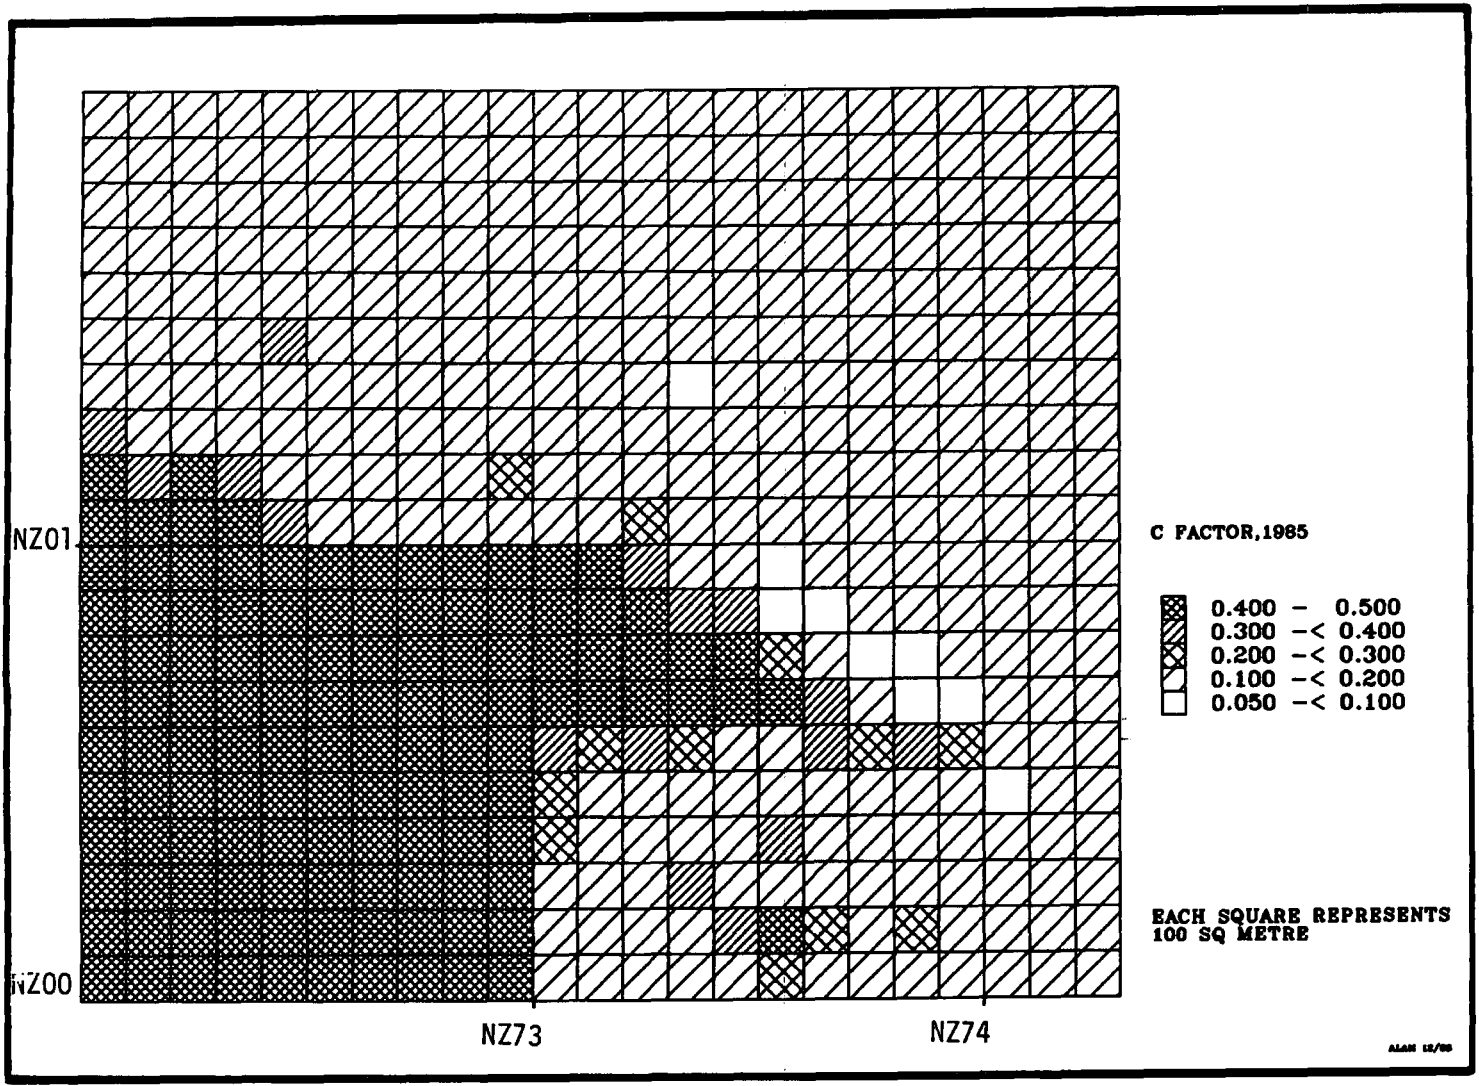 NZ01
C FACTOR,1985
0.400 - 0.500
0.300 -< 0.400
0.200 -< 0.300
0.100 -< 0.200
0.050 -< 0.100
EACH SQUARE REPRESENTS
100 SQ METRE
NZ00
NZ73
NZ74
ALAN